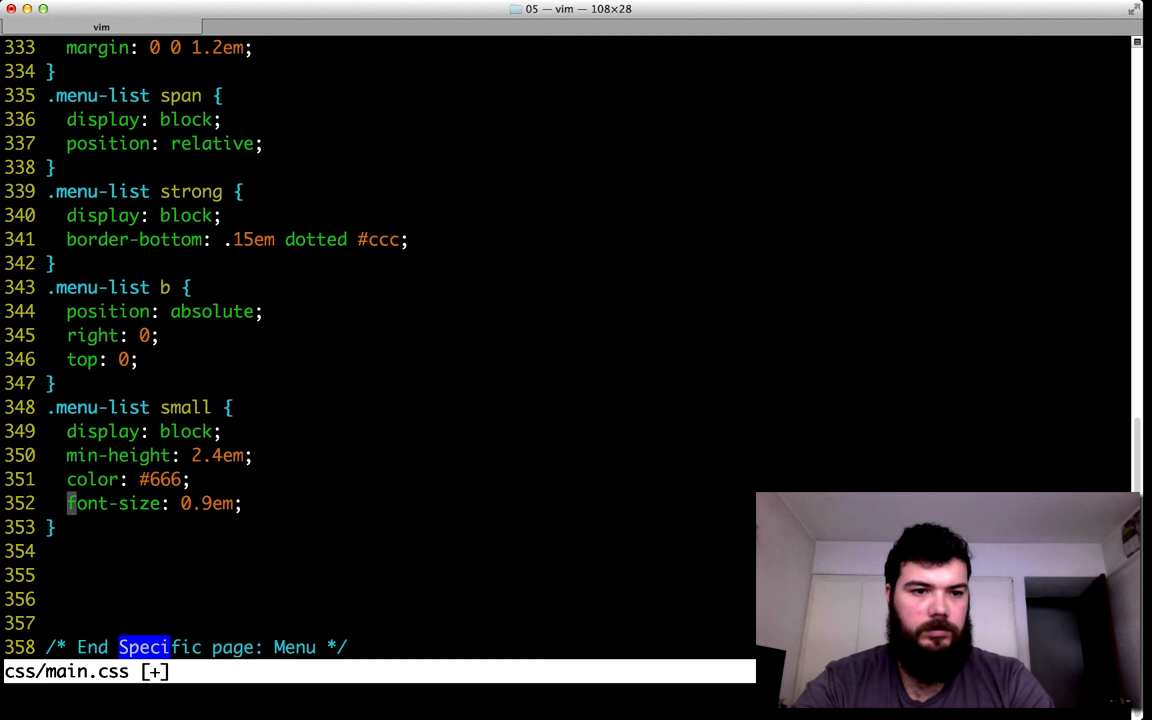 05 — vim — 108×28
vim
333 margin: 0 0 1.2em;
334 }
335 .menu-list span {
336 display: block;
337 position: relative;
338 }
339 .menu-list strong {
340 display: block;
341 border-bottom: .15em dotted #ccc;
342 }
343 .menu-list b {
344 position: absolute;
345 right: 0;
346 top: 0;
347 }
348 .menu-list small {
349 display: block;
350 min-height: 2.4em;
351 color: #666;
352 font-size: 0.9em;
353 }
354
355
356
357
358 /* End Specific page: Menu */
css/main.css [+]